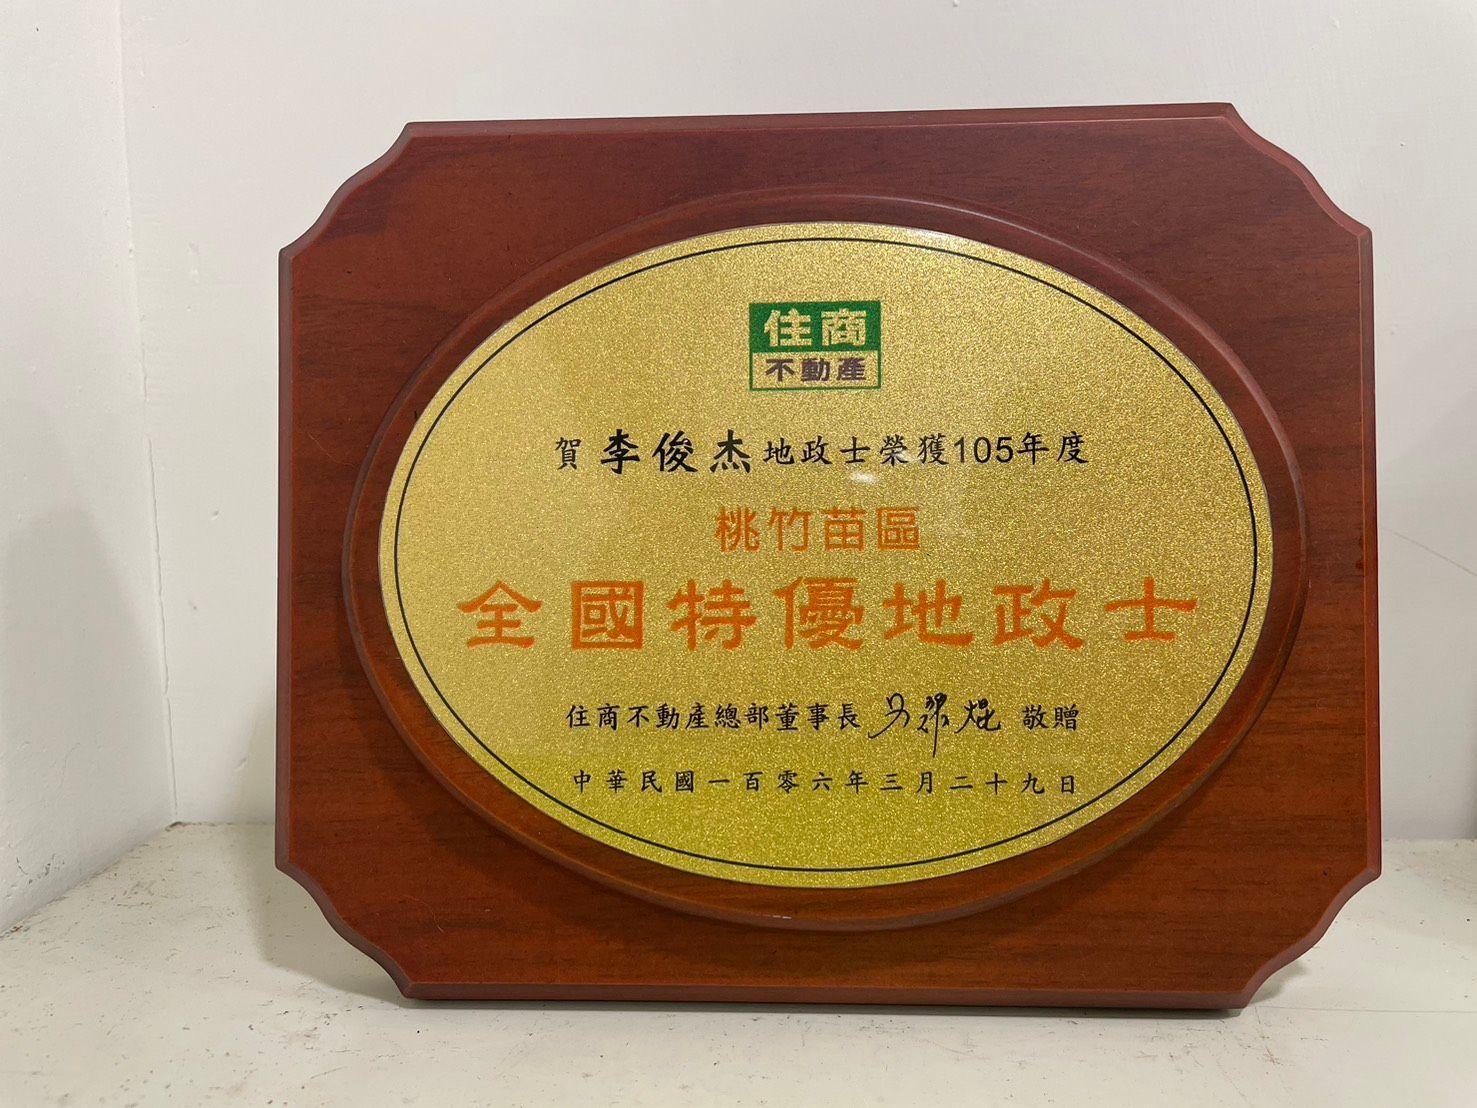 住商
不動產
賀 李俊杰地政士榮獲105年度
桃竹苗區
全國特優地政士
住商不動產總部董事長 敬贈
中華民國一百零六年三月二十九日